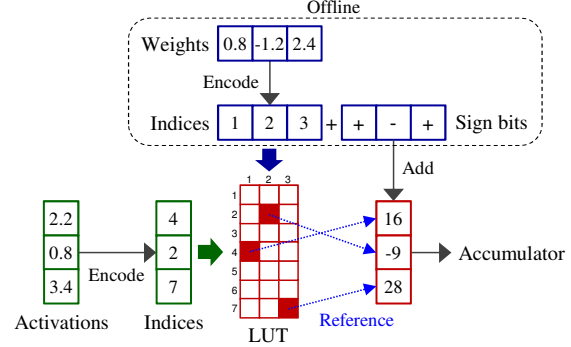 Offline
Weights 0.8 -1.2 2.4
Encode
Indices 1 2 3 + + - + Sign bits
Add
1 2 3
1
2
3
4
5
6
7
2.2
0.8
3.4
Encode
4
2
7
16
-9
28
Accumulator
Activations
Indices
LUT
Reference